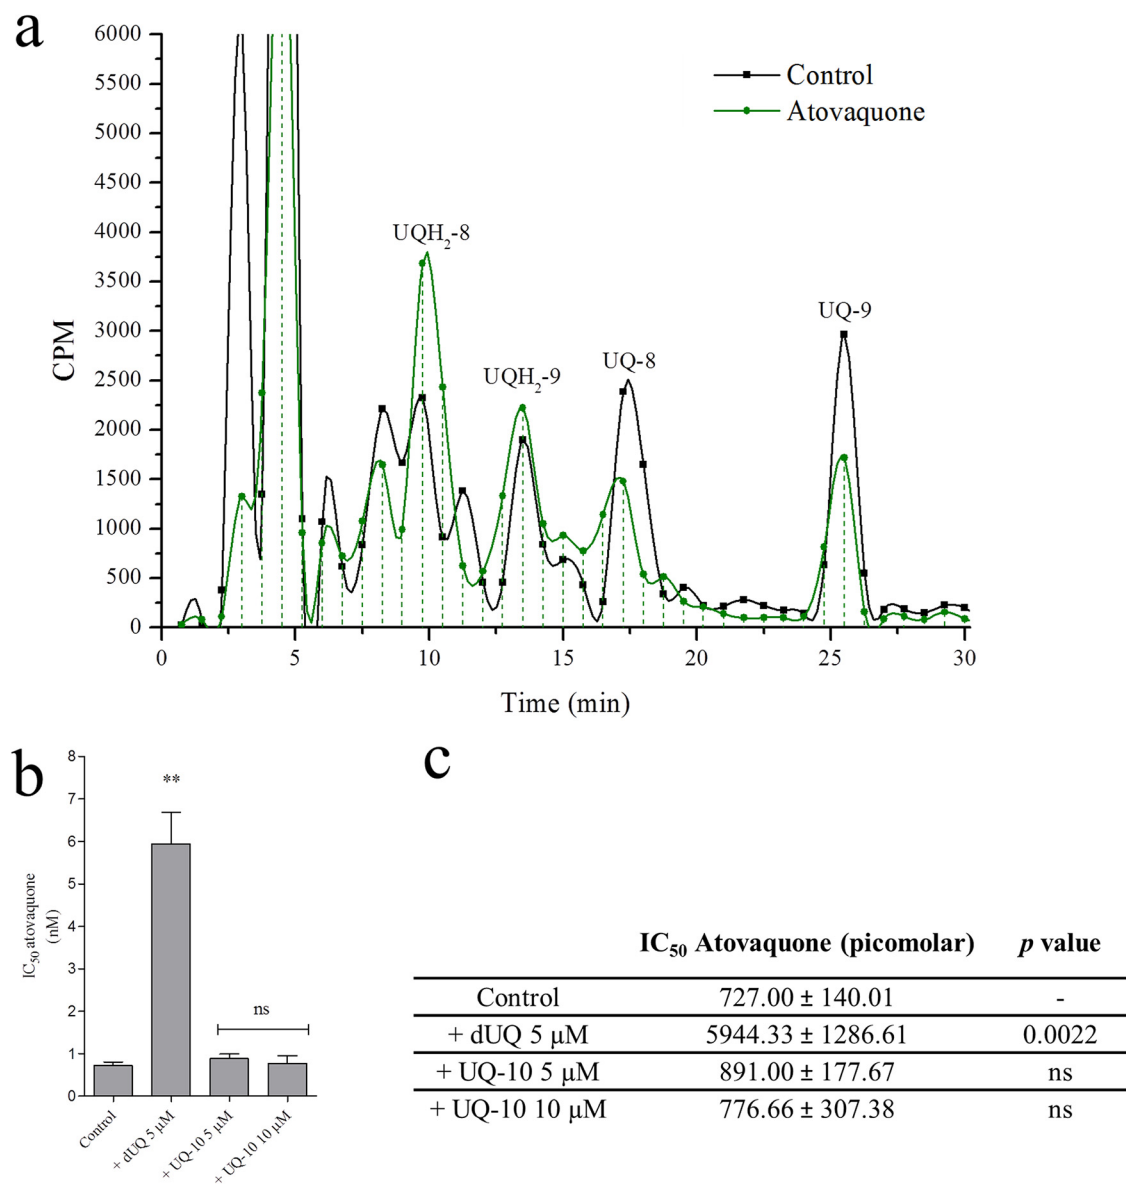 a
6000
5500
5000
4500
4000
3500
3000
2500
2000
1500
1000
500
0
CPM
Control
Atovaquone
UQH₂-8
UQH₂-9
UQ-8
UQ-9
0 5 10 15 20 25 30
Time (min)
b
8
7
6
5
4
3
2
1
0
IC₅₀ atovaquone
(nM)
**
ns
Control
+ dUQ 5 µM
+ UQ-10 5 µM
+ UQ-10 10 µM
c
IC₅₀ Atovaquone (picomolar) p value
Control 727.00 ± 140.01 -
+ dUQ 5 µM 5944.33 ± 1286.61 0.0022
+ UQ-10 5 µM 891.00 ± 177.67 ns
+ UQ-10 10 µM 776.66 ± 307.38 ns